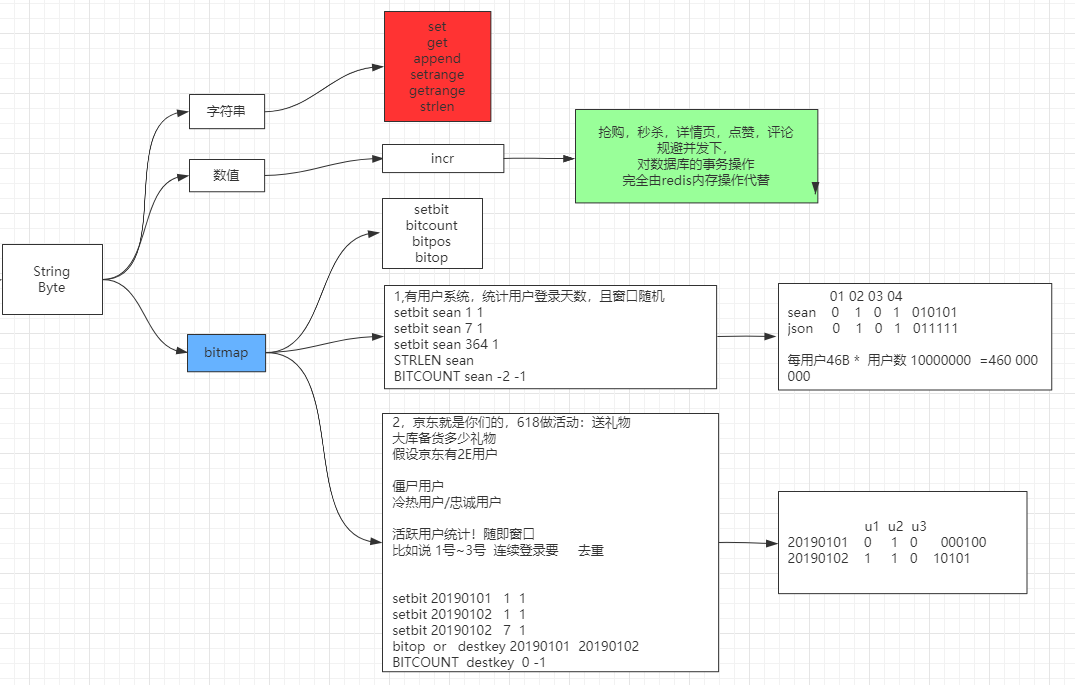 String
Byte
字符串
set
get
append
setrange
getrange
strlen
数值
incr
抢购，秒杀，详情页，点赞，评论
规避并发下，
对数据库的事务操作
完全由redis内存操作代替
bitmap
setbit
bitcount
bitpos
bitop
1,有用户系统，统计用户登录天数，且窗口随机
setbit sean 1 1
setbit sean 7 1
setbit sean 364 1
STRLEN sean
BITCOUNT sean -2 -1
01 02 03 04
sean 0 1 0 1 010101
json 0 1 0 1 011111
每用户46B * 用户数 10000000 =460 000
000
2，京东就是你们的，618做活动：送礼物
大库备货多少礼物
假设京东有2E用户
僵尸用户
冷热用户/忠诚用户
活跃用户统计！随即窗口
比如说 1号~3号 连续登录要 去重
setbit 20190101 1 1
setbit 20190102 1 1
setbit 20190102 7 1
bitop or destkey 20190101 20190102
BITCOUNT destkey 0 -1
u1 u2 u3
20190101 0 1 0 000100
20190102 1 1 0 10101